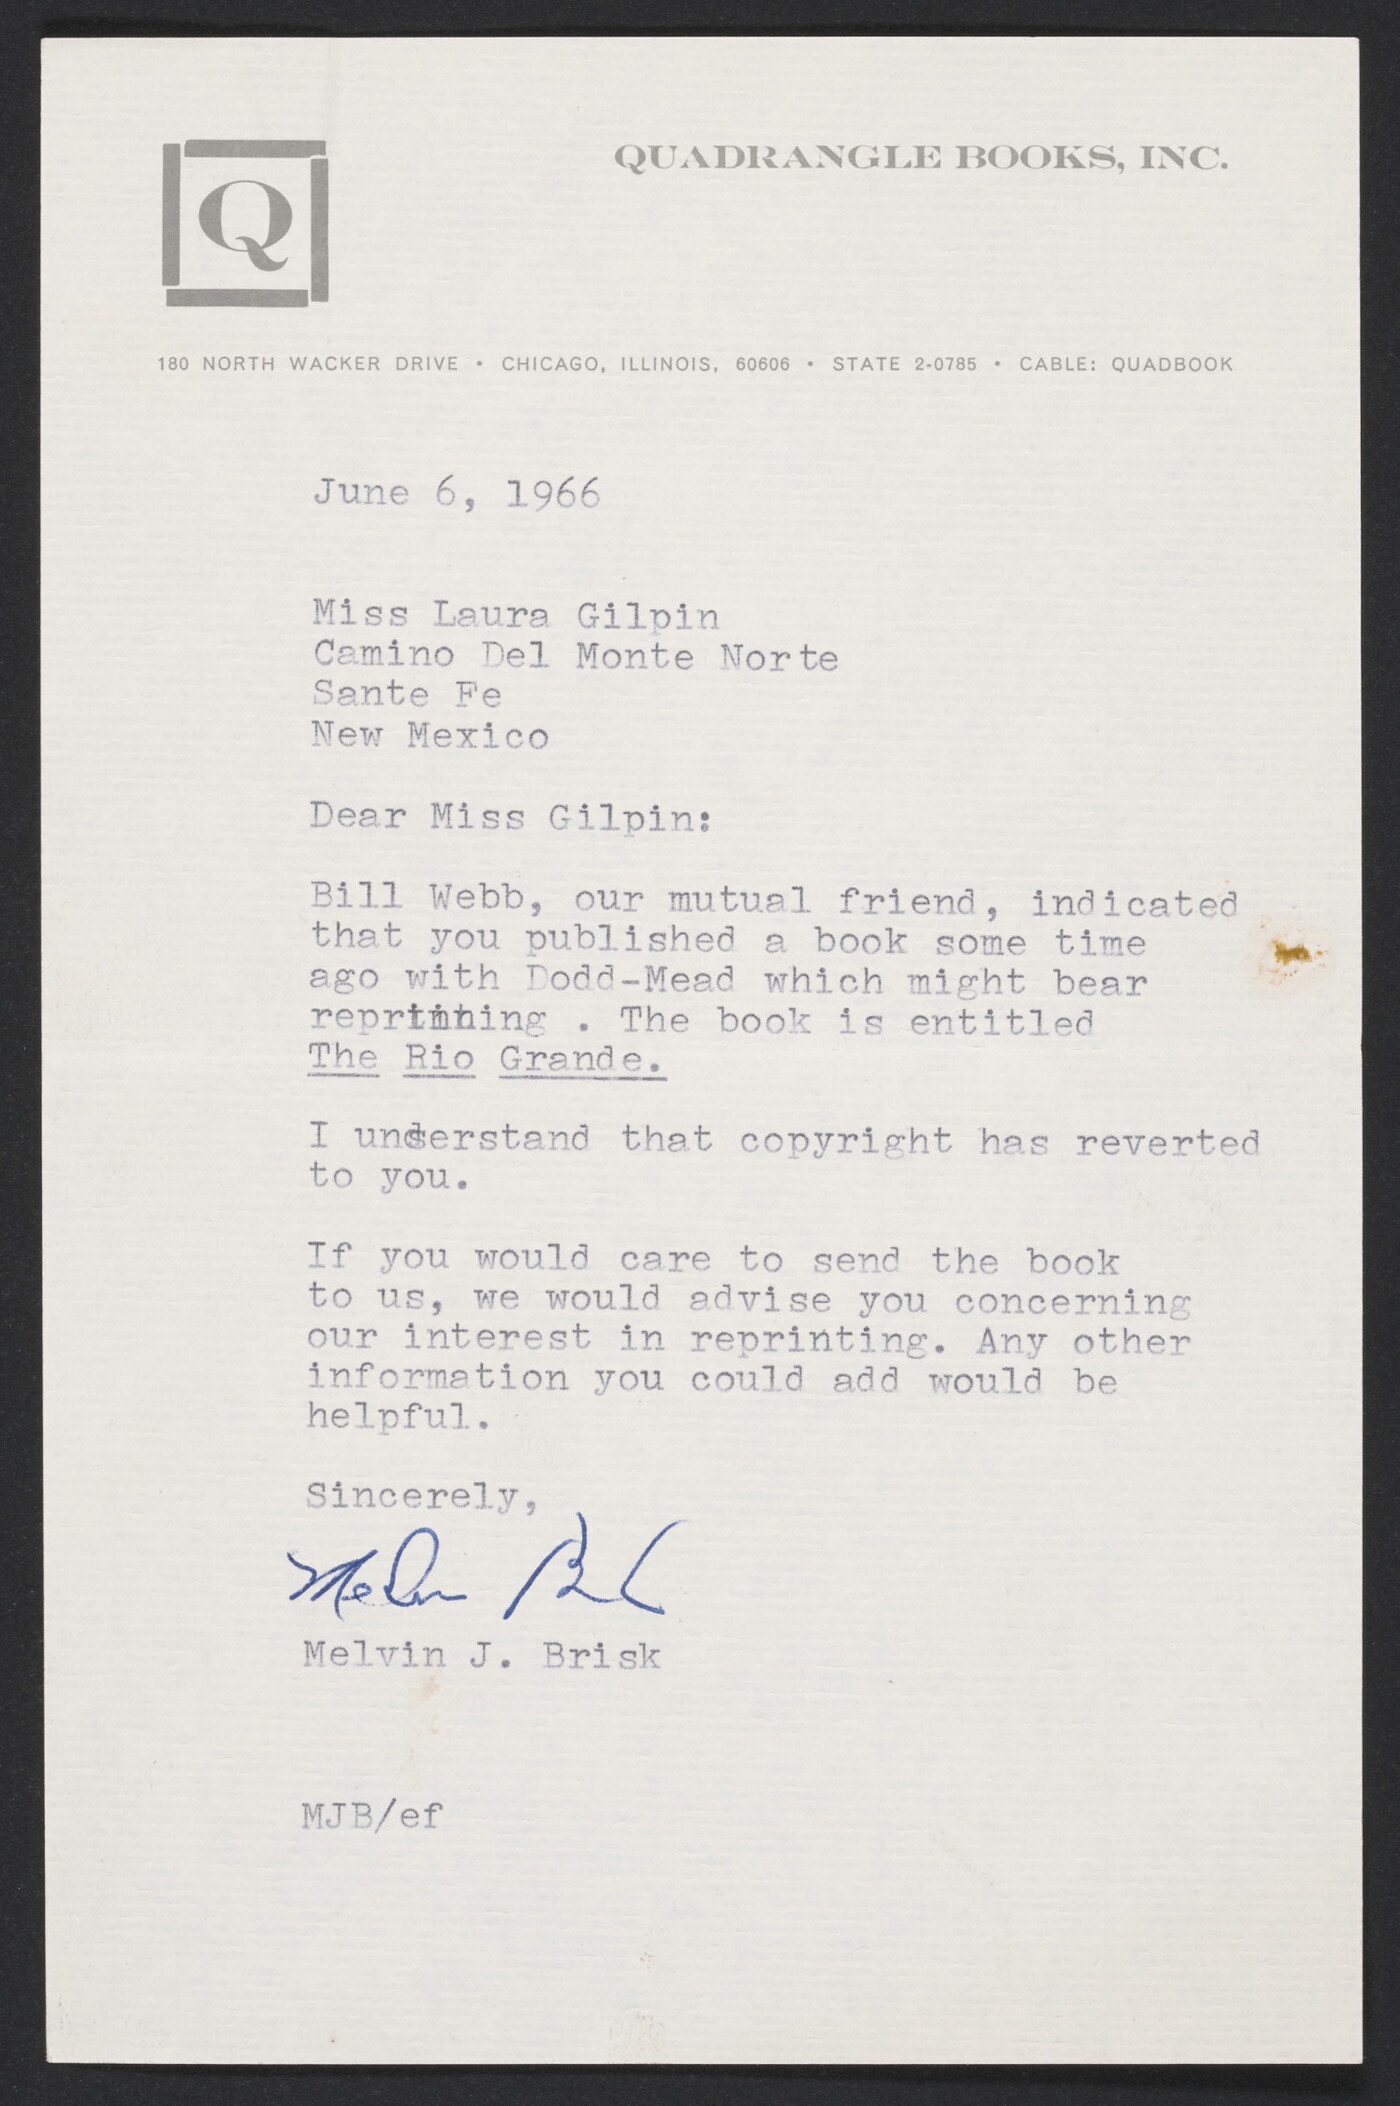 Q
QUADRANGLE BOOKS, INC.
180 NORTH WACKER DRIVE • CHICAGO, ILLINOIS, 60606 • STATE 2-0785 • CABLE: QUADBOOK
June 6, 1966
Miss Laura Gilpin
Camino Del Monte Norte
Sante Fe
New Mexico
Dear Miss Gilpin:
Bill Webb, our mutual friend, indicated
that you published a book some time
ago with Dodd-Mead which might bear
reprinting . The book is entitled
The Rio Grande.
I understand that copyright has reverted
to you.
If you would care to send the book
to us, we would advise you concerning
our interest in reprinting. Any other
information you could add would be
helpful.
Sincerely,
Melvin Brisk
Melvin J. Brisk
MJB/ef